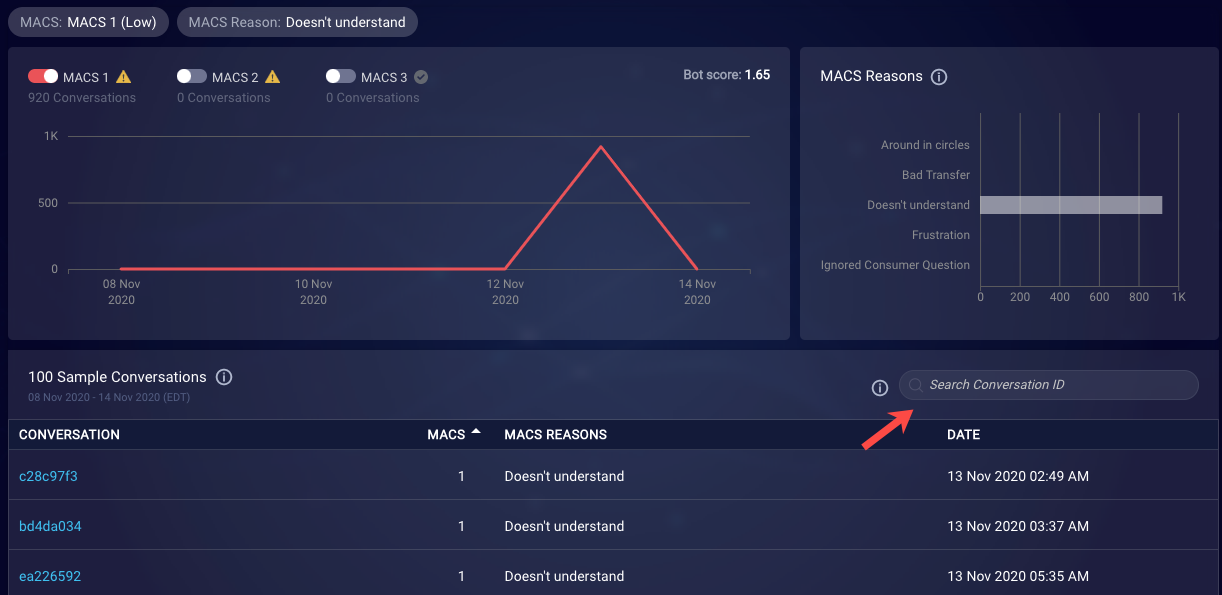 MACS: MACS 1 (Low) MACS Reason: Doesn't understand
MACS 1 MACS 2 MACS 3 Bot score: 1.65
920 Conversations 0 Conversations 0 Conversations
1K
500
0
08 Nov 2020
10 Nov 2020
12 Nov 2020
14 Nov 2020
MACS Reasons
Around in circles
Bad Transfer
Doesn't understand
Frustration
Ignored Consumer Question
0 200 400 600 800 1K
100 Sample Conversations
08 Nov 2020 - 14 Nov 2020 (EDT)
Search Conversation ID
CONVERSATION MACS MACS REASONS DATE
c28c97f3 1 Doesn't understand 13 Nov 2020 02:49 AM
bd4da034 1 Doesn't understand 13 Nov 2020 03:37 AM
ea226592 1 Doesn't understand 13 Nov 2020 05:35 AM